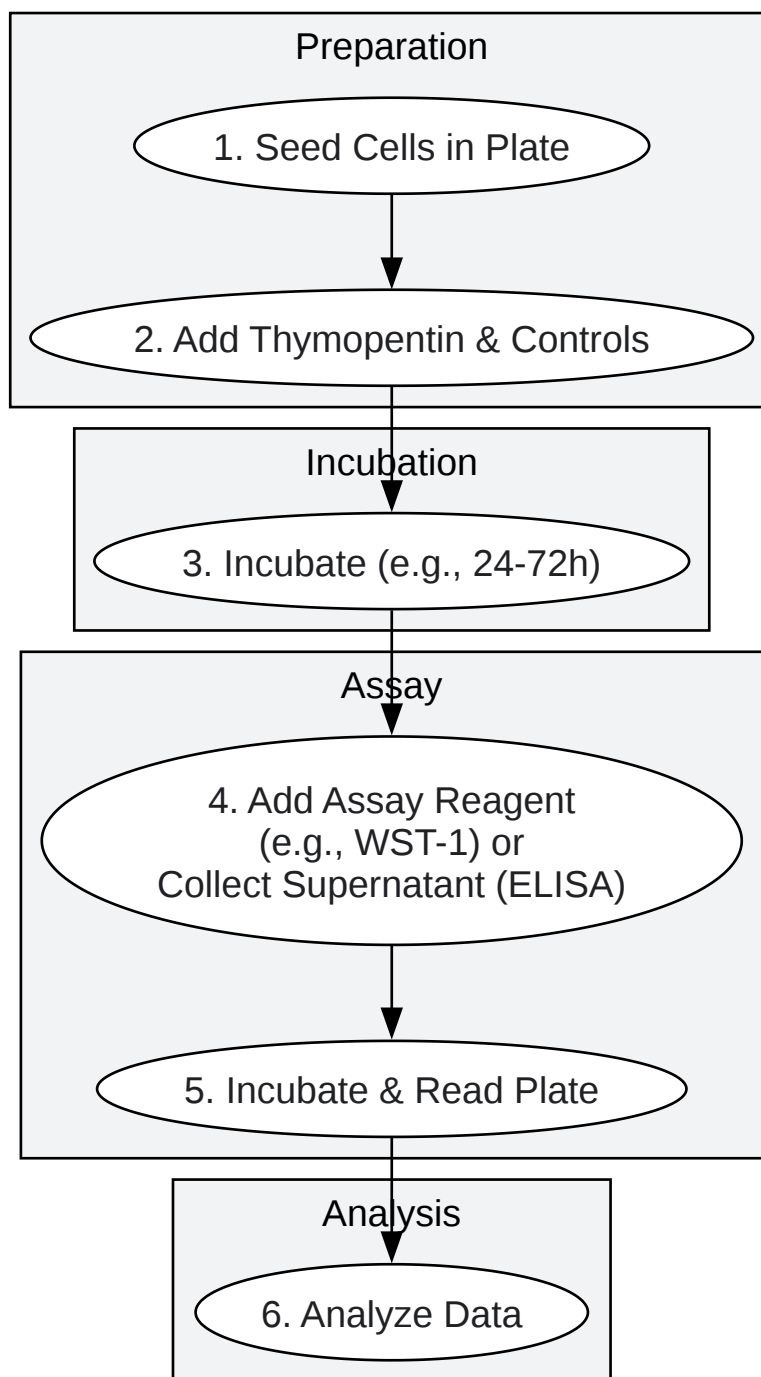 Preparation
1. Seed Cells in Plate
2. Add Thymopentin & Controls
Incubation
3. Incubate (e.g., 24-72h)
Assay
4. Add Assay Reagent
(e.g., WST-1) or
Collect Supernatant (ELISA)
5. Incubate & Read Plate
Analysis
6. Analyze Data